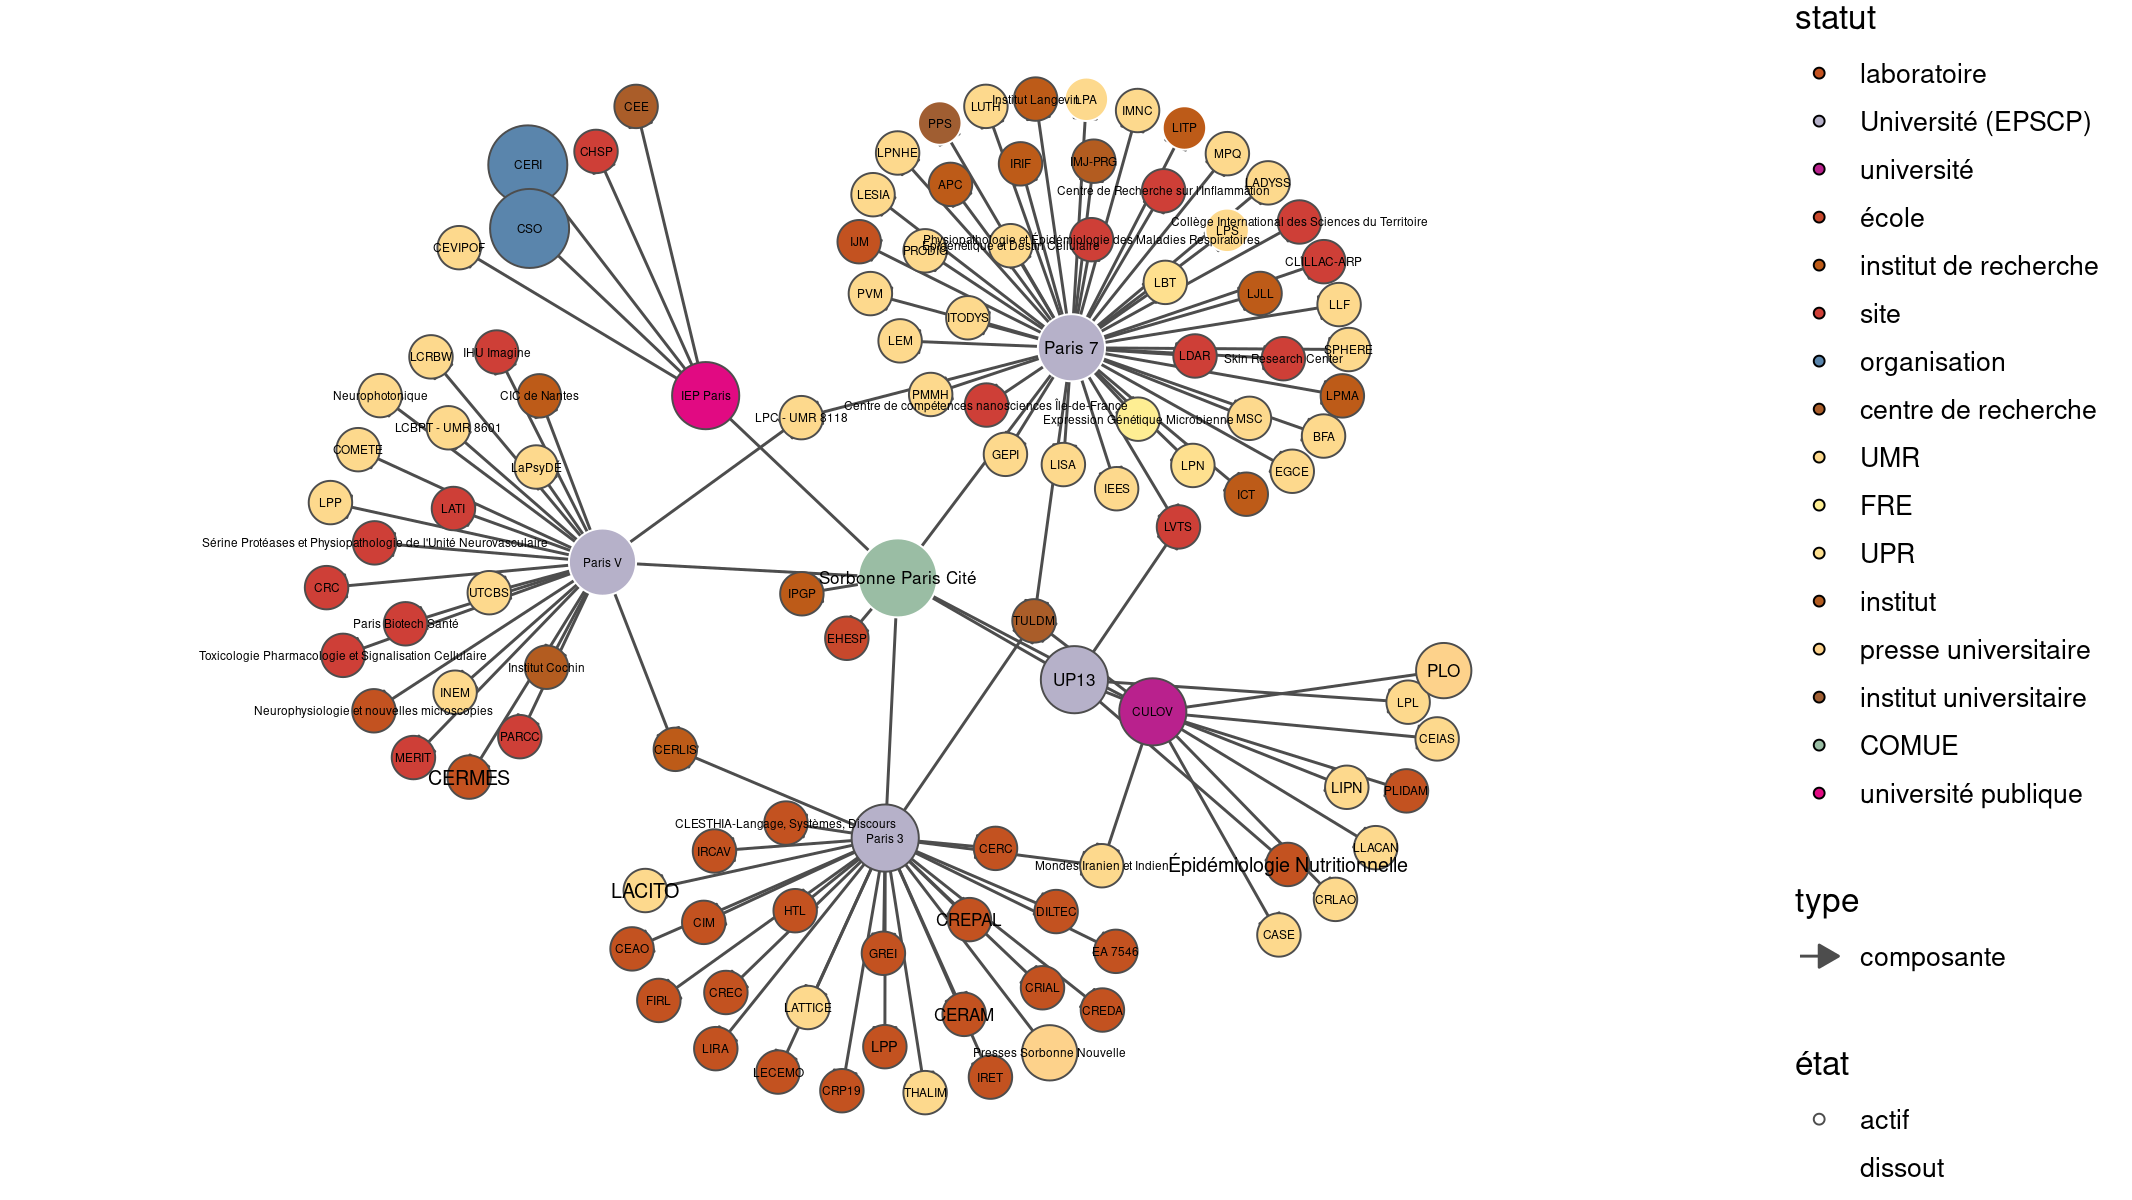 statut
laboratoire
Université (EPSCP)
université
école
institut de recherche
site
organisation
centre de recherche
UMR
FRE
UPR
institut
presse universitaire
institut universitaire
COMUE
université publique
type
composante
état
actif
dissout
CEE
CHSP
CERI
CSO
CEVIPOF
IEP Paris
LUTH
Institut Langevin
LPA
IMNC
PPS
LITP
LPNHE
IRIF
IMJ-PRG
MPQ
APC
LADYSS
LESIA
Centre de Recherche sur l'Inflammation
Collège International des Sciences du Territoire
LPS
IJM
PRODIG
Physiopathologie et Épidémiologie des Maladies Respiratoires
Epigénétique et Destin Cellulaire
CLILLAC-ARP
LBT
LJLL
LLF
PVM
ITODYS
LEM
Paris 7
LDAR
Skin Research Center
SPHERE
PMMH
Centre de compétences nanosciences Île-de-France
LPMA
LPC - UMR 8118
Expression Génétique Microbienne
MSC
BFA
GEPI
LISA
LPN
EGCE
IEES
ICT
LVTS
LCRBW
IHU Imagine
Neurophotonique
CIC de Nantes
LCBPT - UMR 8601
COMETE
LaPsyDE
LPP
LATI
Sérine Protéases et Physiopathologie de l'Unité Neurovasculaire
Paris V
CRC
UTCBS
Paris Biotech Santé
Toxicologie Pharmacologie et Signalisation Cellulaire
Institut Cochin
INEM
Neurophysiologie et nouvelles microscopies
PARCC
MERIT
CERMES
CERLIS
Sorbonne Paris Cité
IPGP
EHESP
TULDM
UP13
CULOV
PLO
LPL
CEIAS
LIPN
PLIDAM
LLACAN
Épidémiologie Nutritionnelle
CRLAO
CASE
Mondes Iranien et Indien
CLESTHIA-Langage, Systèmes, Discours
Paris 3
IRCAV
CERC
LACITO
CIM
HTL
CREPAL
DILTEC
CEAO
GREI
EA 7546
FIRL
CREC
LATTICE
CRIAL
CERAM
CREDA
LIRA
LPP
Presses Sorbonne Nouvelle
LECEMO
IRET
CRP19
THALIM